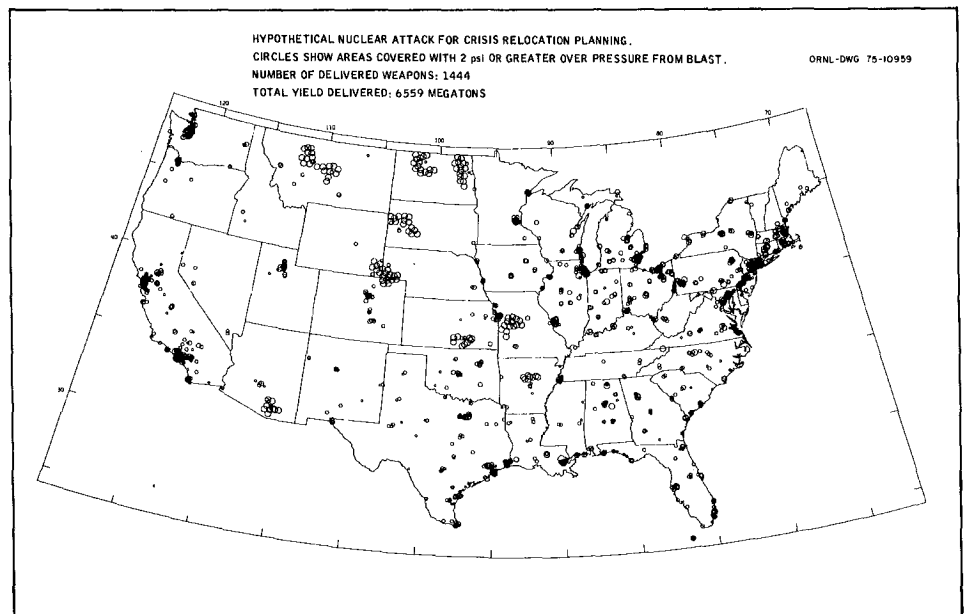 HYPOTHETICAL NUCLEAR ATTACK FOR CRISIS RELOCATION PLANNING.
CIRCLES SHOW AREAS COVERED WITH 2 psi OR GREATER OVER PRESSURE FROM BLAST.
ORNL-DWG 75-10959
NUMBER OF DELIVERED WEAPONS: 1444
TOTAL YIELD DELIVERED: 6559 MEGATONS
120
110
100
90
80
70
40
30